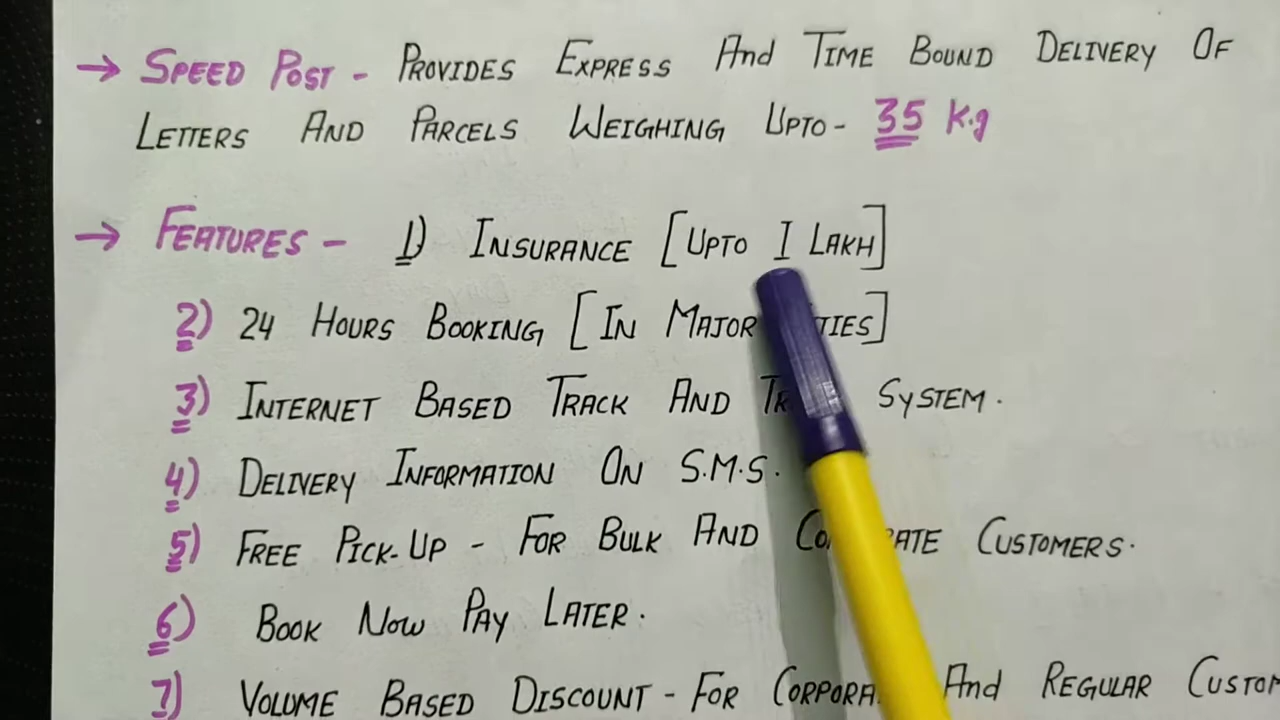 → SPEED POST - PROVIDES EXPRESS And TIME BOUND DELIVERY OF
LETTERS AND PARCELS WEIGHING UPTO- 35 K.g
→ FEATURES - 1) INSURANCE [UPTO I LAKH]
2) 24 HOURS BOOKING [IN MAJOR
3) INTERNET BASED TRACK AND SYSTEM.
4) DELIVERY INFORMATION ON S.M.S.
5) FREE PICK-UP - FOR BULK AND CUSTOMERS.
6) BOOK NOW PAY LATER.
7) VOLUME BASED DISCOUNT - FOR And REGULAR